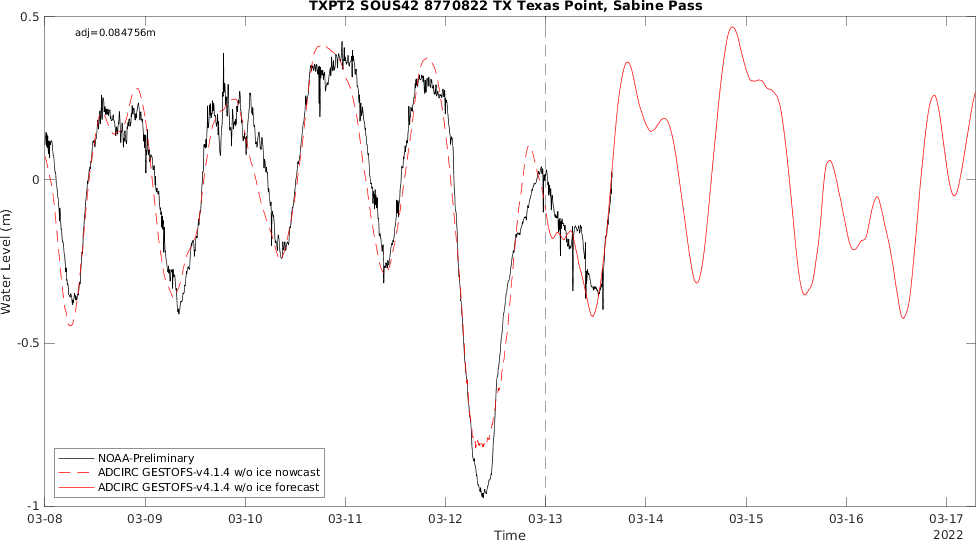 TXPT2 SOUS42 8770822 TX Texas Point, Sabine Pass
adj=0.084756m
0.5
0
-0.5
-1
Water Level (m)
NOAA-Preliminary
ADCIRC GESTOFS-v4.1.4 w/o ice nowcast
ADCIRC GESTOFS-v4.1.4 w/o ice forecast
03-08 03-09 03-10 03-11 03-12 03-13 03-14 03-15 03-16 03-17
Time
2022